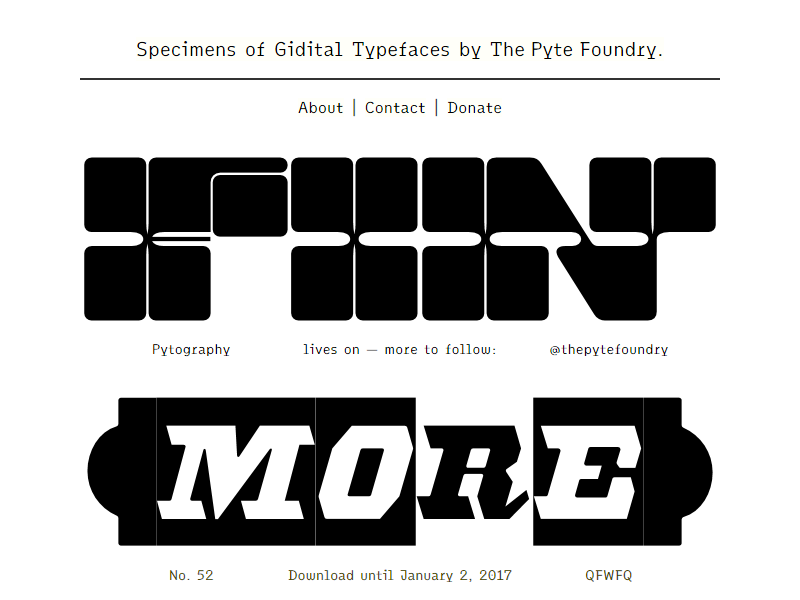 Specimens of Gidital Typefaces by The Pyte Foundry.
About | Contact | Donate
FIN
Pytography lives on — more to follow: @thepytefoundry
MORE
No. 52 Download until January 2, 2017 QFWFQ